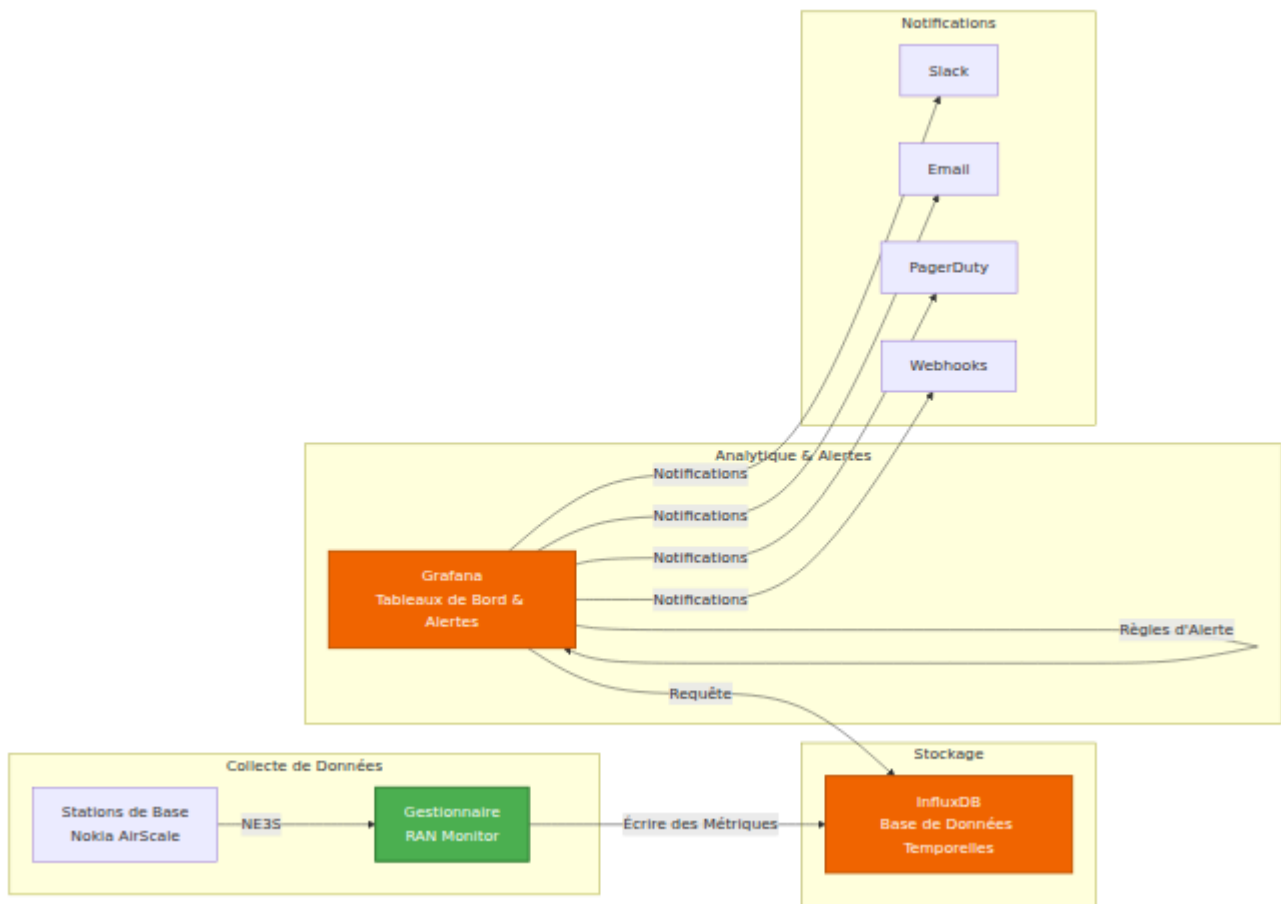 Notifications
Slack
Email
PagerDuty
Webhooks
Analytique & Alertes
Notifications
Notifications
Notifications
Notifications
Grafana
Tableaux de Bord &
Alertes
Règles d'Alerte
Requête
Collecte de Données
Stations de Base
Nokia AirScale
NE3S
Gestionnaire
RAN Monitor
Écrire des Métriques
Stockage
InfluxDB
Base de Données
Temporelles